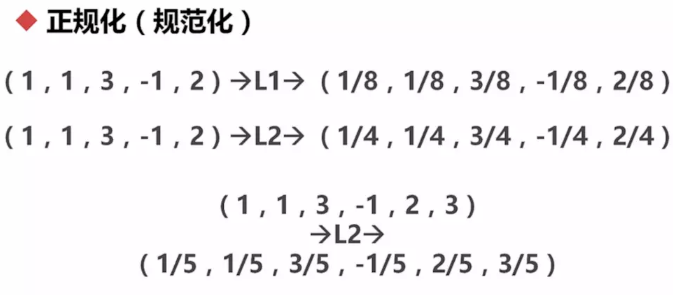 ◆ 正规化（规范化）
（1，1，3，-1，2）→L1→（1/8，1/8，3/8，-1/8，2/8）
（1，1，3，-1，2）→L2→（1/4，1/4，3/4，-1/4，2/4）
（1，1，3，-1，2，3）
→L2→
（1/5，1/5，3/5，-1/5，2/5，3/5）